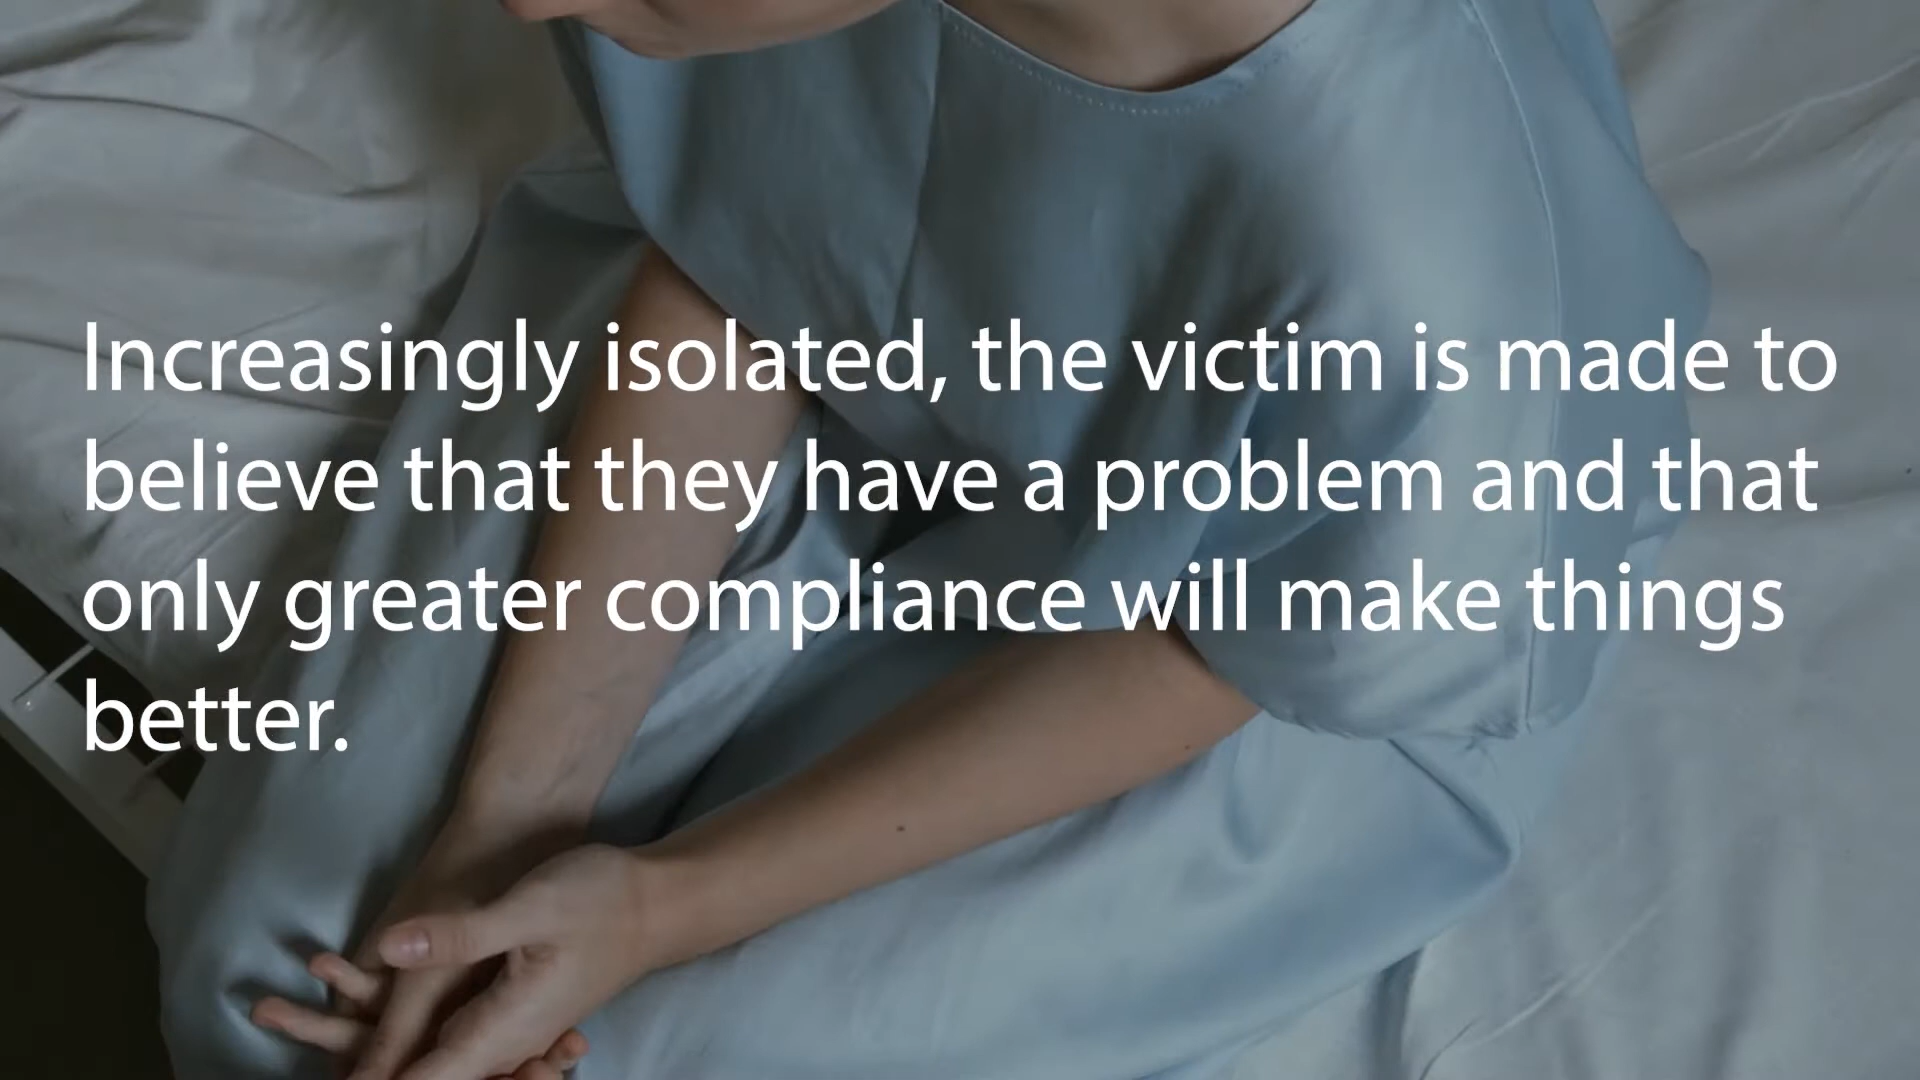 Increasingly isolated, the victim is made to
believe that they have a problem and that
only greater compliance will make things
better.